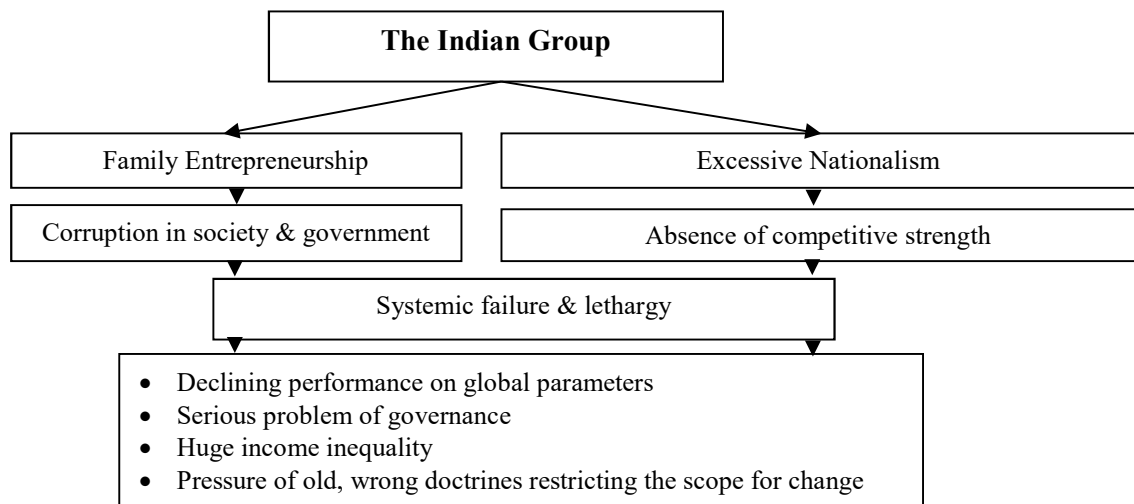 The Indian Group
Family Entrepreneurship
Excessive Nationalism
Corruption in society & government
Absence of competitive strength
Systemic failure & lethargy
• Declining performance on global parameters
• Serious problem of governance
• Huge income inequality
• Pressure of old, wrong doctrines restricting the scope for change